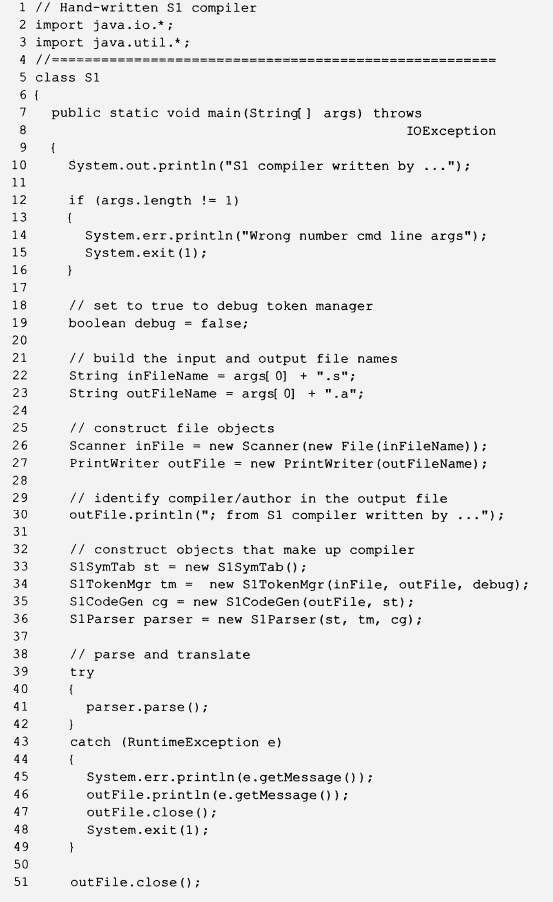 1 // Hand-written S1 compiler
2 import java.io.*;
3 import java.util.*;
4 //======================================================
5 class S1
6 {
7 public static void main(String[] args) throws
8 IOException
9 {
10 System.out.println("S1 compiler written by ...");
11
12 if (args.length != 1)
13 {
14 System.err.println("Wrong number cmd line args");
15 System.exit(1);
16 }
17
18 // set to true to debug token manager
19 boolean debug = false;
20
21 // build the input and output file names
22 String inFileName = args[0] + ".s";
23 String outFileName = args[0] + ".a";
24
25 // construct file objects
26 Scanner inFile = new Scanner(new File(inFileName));
27 PrintWriter outFile = new PrintWriter(outFileName);
28
29 // identify compiler/author in the output file
30 outFile.println("; from S1 compiler written by ...");
31
32 // construct objects that make up compiler
33 S1SymTab st = new S1SymTab();
34 S1TokenMgr tm = new S1TokenMgr(inFile, outFile, debug);
35 S1CodeGen cg = new S1CodeGen(outFile, st);
36 S1Parser parser = new S1Parser(st, tm, cg);
37
38 // parse and translate
39 try
40 {
41 parser.parse();
42 }
43 catch (RuntimeException e)
44 {
45 System.err.println(e.getMessage());
46 outFile.println(e.getMessage());
47 outFile.close();
48 System.exit(1);
49 }
50
51 outFile.close();